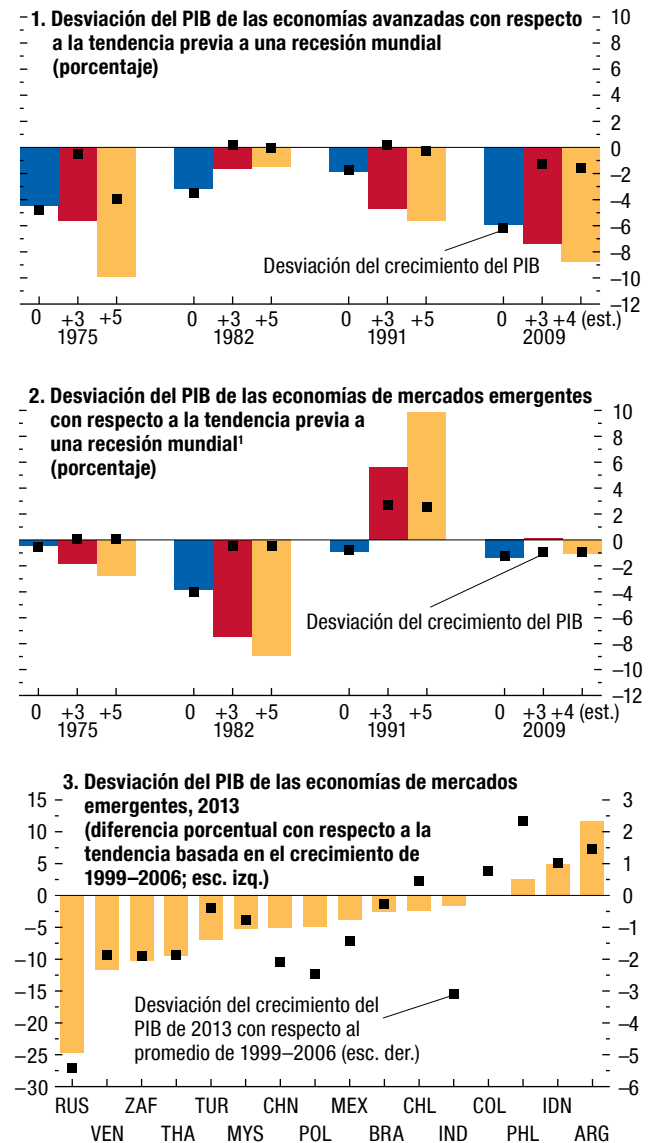 1. Desviación del PIB de las economías avanzadas con respecto
a la tendencia previa a una recesión mundial
(porcentaje)
10
8
6
4
2
0
–2
–4
–6
–8
–10
–12
Desviación del crecimiento del PIB
0 +3 +5 0 +3 +5 0 +3 +5 0 +3 +4 (est.)
1975 1982 1991 2009
2. Desviación del PIB de las economías de mercados emergentes
con respecto a la tendencia previa a
una recesión mundial¹
(porcentaje)
10
8
6
4
2
0
–2
–4
–6
–8
–10
–12
Desviación del crecimiento del PIB
0 +3 +5 0 +3 +5 0 +3 +5 0 +3 +4 (est.)
1975 1982 1991 2009
3. Desviación del PIB de las economías de mercados
emergentes, 2013
(diferencia porcentual con respecto a la
tendencia basada en el crecimiento de
1999–2006; esc. izq.)
15 3
10 2
5 1
0 0
–5 –1
–10 –2
–15 –3
–20 –4
–25 –5
–30 –6
Desviación del crecimiento del
PIB de 2013 con respecto al
promedio de 1999–2006 (esc. der.)
RUS ZAF TUR CHN MEX CHL COL IDN
VEN THA MYS POL BRA IND PHL ARG